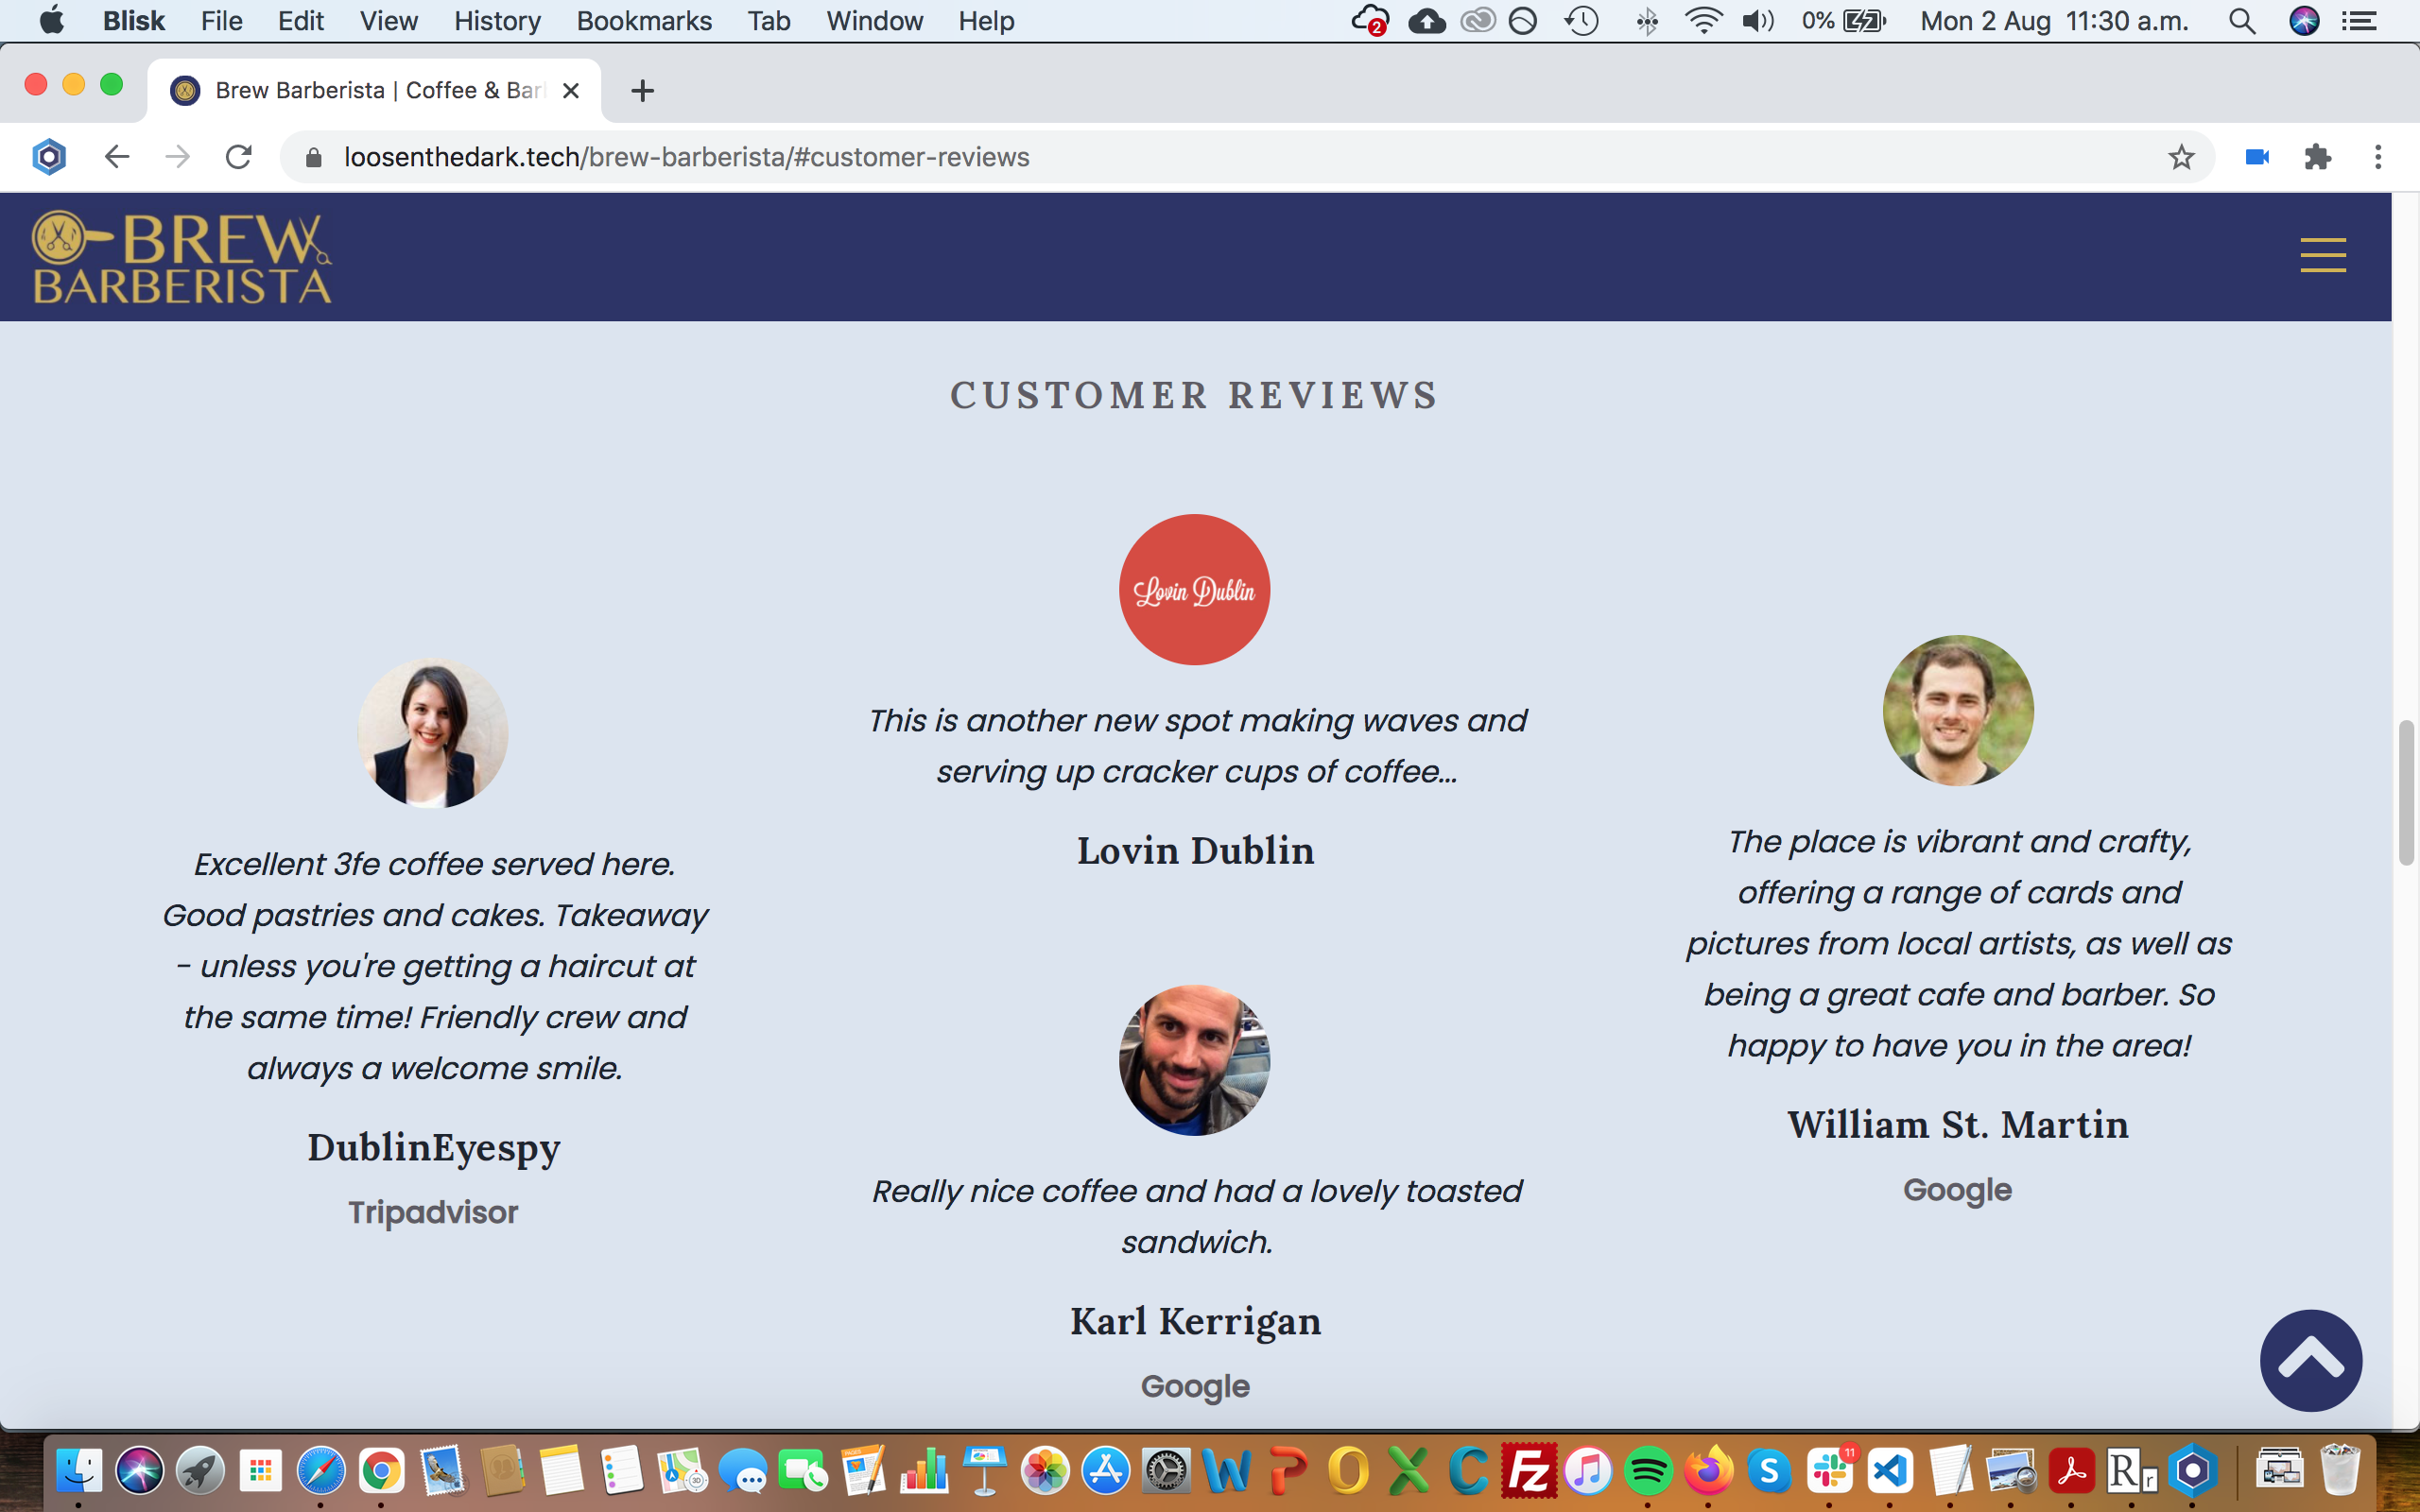 Blisk File Edit View History Bookmarks Tab Window Help 2 0% Mon 2 Aug 11:30 a.m.
Brew Barberista | Coffee & Bar
loosenthedark.tech/brew-barberista/#customer-reviews
BREW
BARBERISTA
CUSTOMER REVIEWS
Lovin Dublin
This is another new spot making waves and
serving up cracker cups of coffee...
Lovin Dublin
Excellent 3fe coffee served here.
Good pastries and cakes. Takeaway
- unless you're getting a haircut at
the same time! Friendly crew and
always a welcome smile.
DublinEyespy
Tripadvisor
Really nice coffee and had a lovely toasted
sandwich.
Karl Kerrigan
Google
The place is vibrant and crafty,
offering a range of cards and
pictures from local artists, as well as
being a great cafe and barber. So
happy to have you in the area!
William St. Martin
Google
PAGES 30 W P O X C Fz S 11 R r